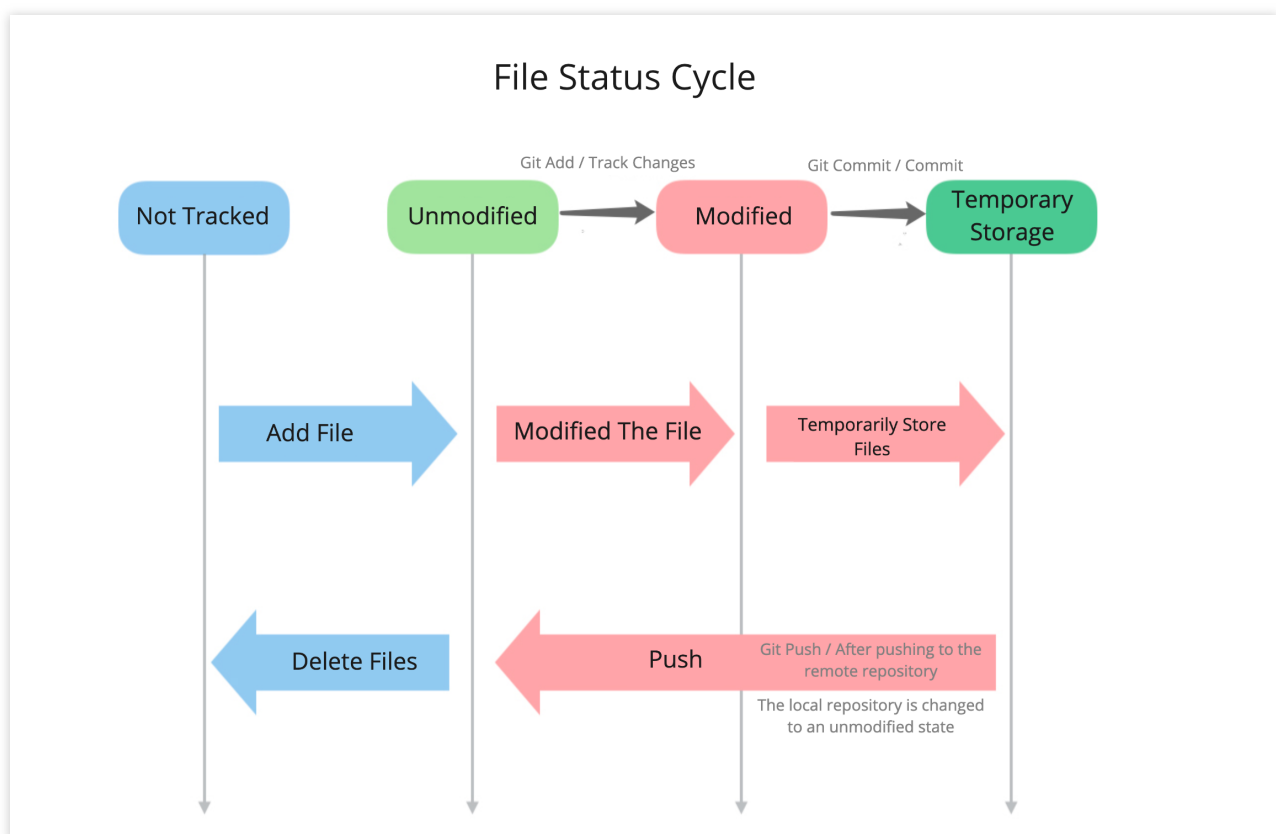 File Status Cycle
Git Add / Track Changes
Git Commit / Commit
Not Tracked
Unmodified
Modified
Temporary
Storage
Add File
Modified The File
Temporarily Store
Files
Delete Files
Push
Git Push / After pushing to the
remote repository
The local repository is changed
to an unmodified state